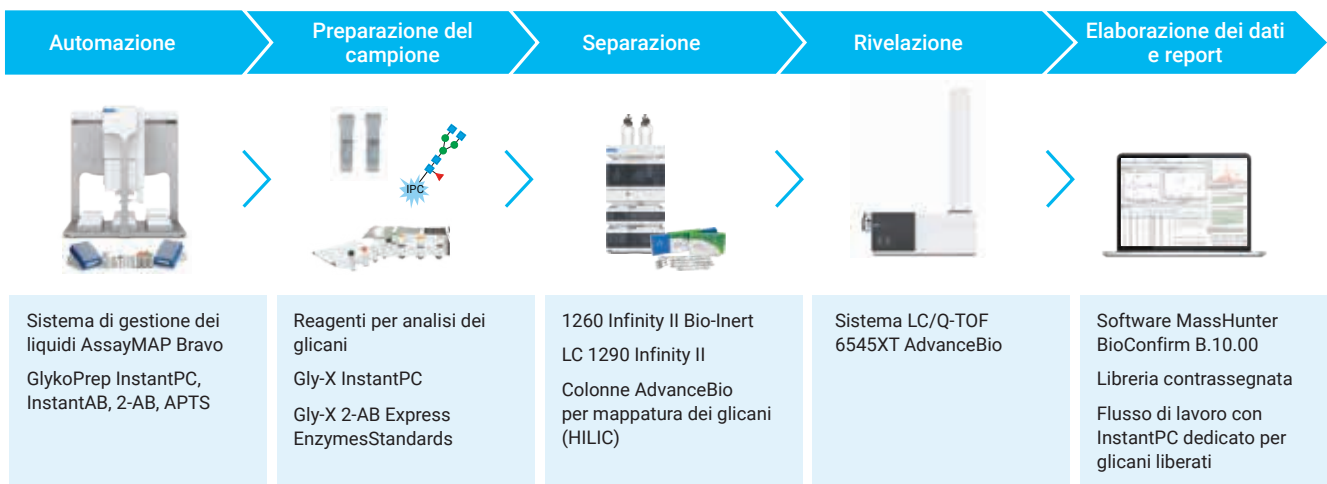 Automazione
Preparazione del
campione
Separazione
Rivelazione
Elaborazione dei dati
e report
IPC
Sistema di gestione dei
liquidi AssayMAP Bravo
GlykoPrep InstantPC,
InstantAB, 2-AB, APTS
Reagenti per analisi dei
glicani
Gly-X InstantPC
Gly-X 2-AB Express
EnzymesStandards
1260 Infinity II Bio-Inert
LC 1290 Infinity II
Colonne AdvanceBio
per mappatura dei glicani
(HILIC)
Sistema LC/Q-TOF
6545XT AdvanceBio
Software MassHunter
BioConfirm B.10.00
Libreria contrassegnata
Flusso di lavoro con
InstantPC dedicato per
glicani liberati